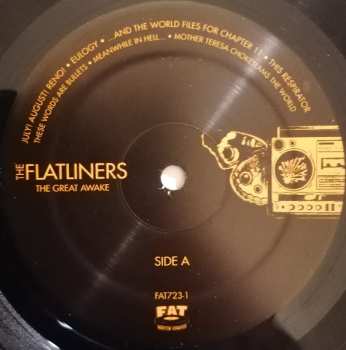 JULY! AUGUST! RENO! • EULOGY • ...AND THE WORLD FILES FOR CHAPTER 11 • THIS RESPIRATOR
THESE WORDS ARE BULLETS • MEANWHILE IN HELL... • MOTHER TERESA CHOKESLAMS THE WORLD
THE FLATLINERS
THE GREAT AWAKE
SIDE A
FAT723-1
FAT